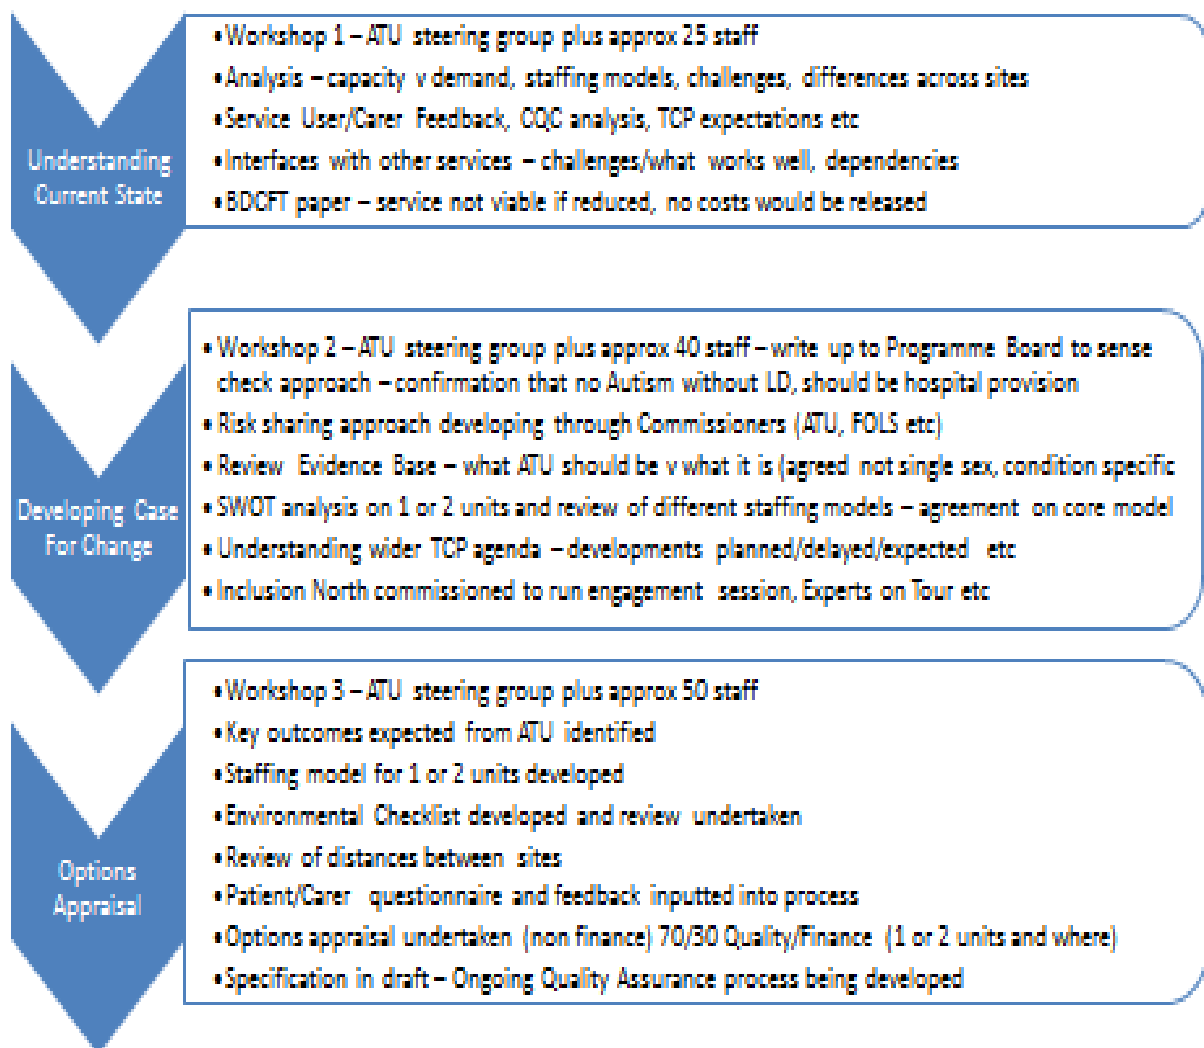 Understanding
Current State
•Workshop 1 – ATU steering group plus approx 25 staff
•Analysis – capacity v demand, staffing models, challenges, differences across sites
•Service User/Carer Feedback, CQC analysis, TCP expectations etc
•Interfaces with other services – challenges/what works well, dependencies
•BDCFT paper – service not viable if reduced, no costs would be released
Developing Case
For Change
• Workshop 2 – ATU steering group plus approx 40 staff – write up to Programme Board to sense
check approach – confirmation that no Autism without LD, should be hospital provision
• Risk sharing approach developing through Commissioners (ATU, FOLS etc)
• Review Evidence Base – what ATU should be v what it is (agreed not single sex, condition specific
• SWOT analysis on 1 or 2 units and review of different staffing models – agreement on core model
• Understanding wider TCP agenda – developments planned/delayed/expected etc
• Inclusion North commissioned to run engagement session, Experts on Tour etc
Options
Appraisal
•Workshop 3 – ATU steering group plus approx 50 staff
•Key outcomes expected from ATU identified
•Staffing model for 1 or 2 units developed
•Environmental Checklist developed and review undertaken
•Review of distances between sites
•Patient/Carer questionnaire and feedback inputted into process
•Options appraisal undertaken (non finance) 70/30 Quality/Finance (1 or 2 units and where)
•Specification in draft – Ongoing Quality Assurance process being developed